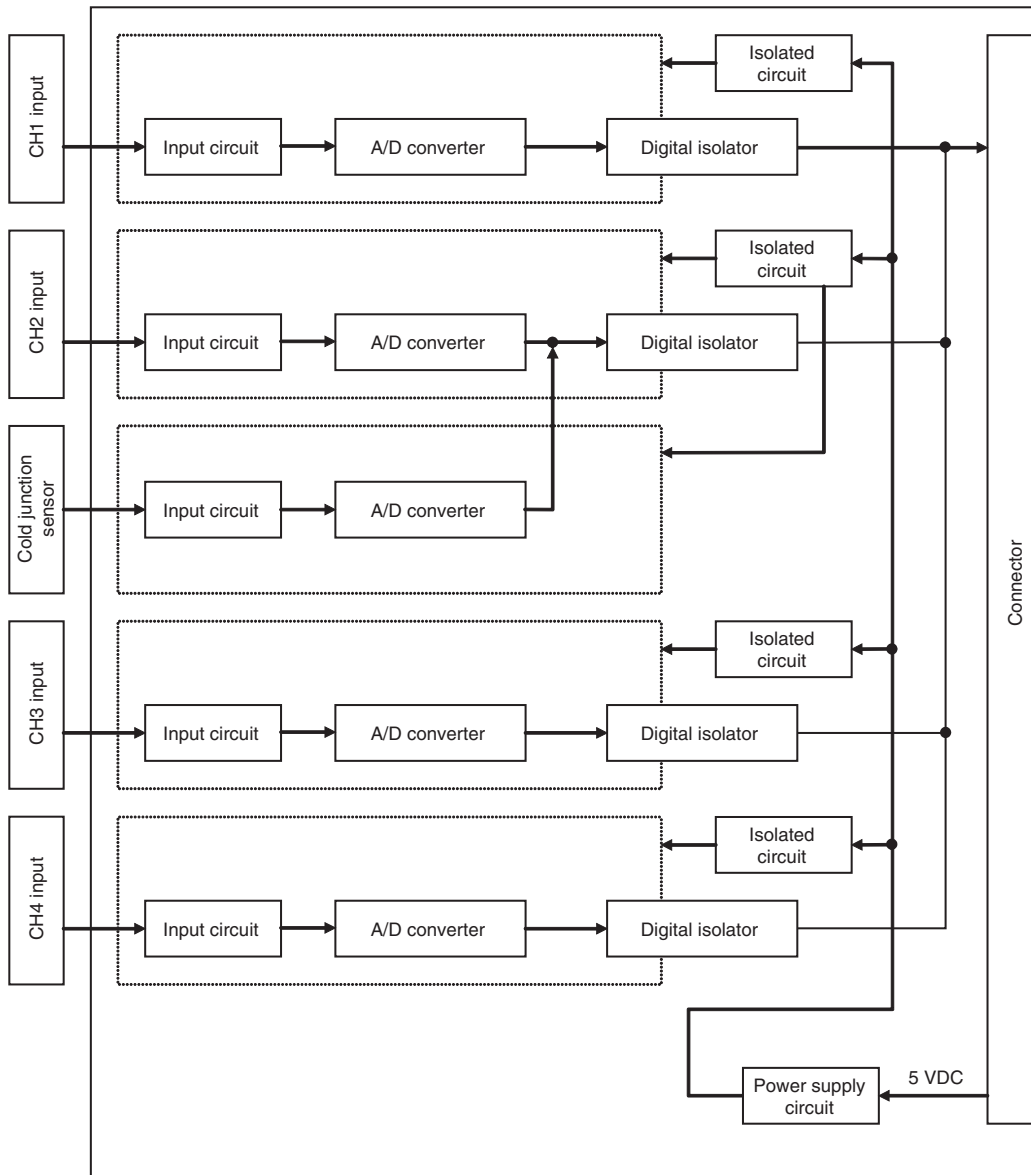 CH1 input
Isolated
circuit
Input circuit
A/D converter
Digital isolator
CH2 input
Isolated
circuit
Input circuit
A/D converter
Digital isolator
Cold junction
sensor
Input circuit
A/D converter
Connector
CH3 input
Isolated
circuit
Input circuit
A/D converter
Digital isolator
CH4 input
Isolated
circuit
Input circuit
A/D converter
Digital isolator
Power supply
circuit
5 VDC